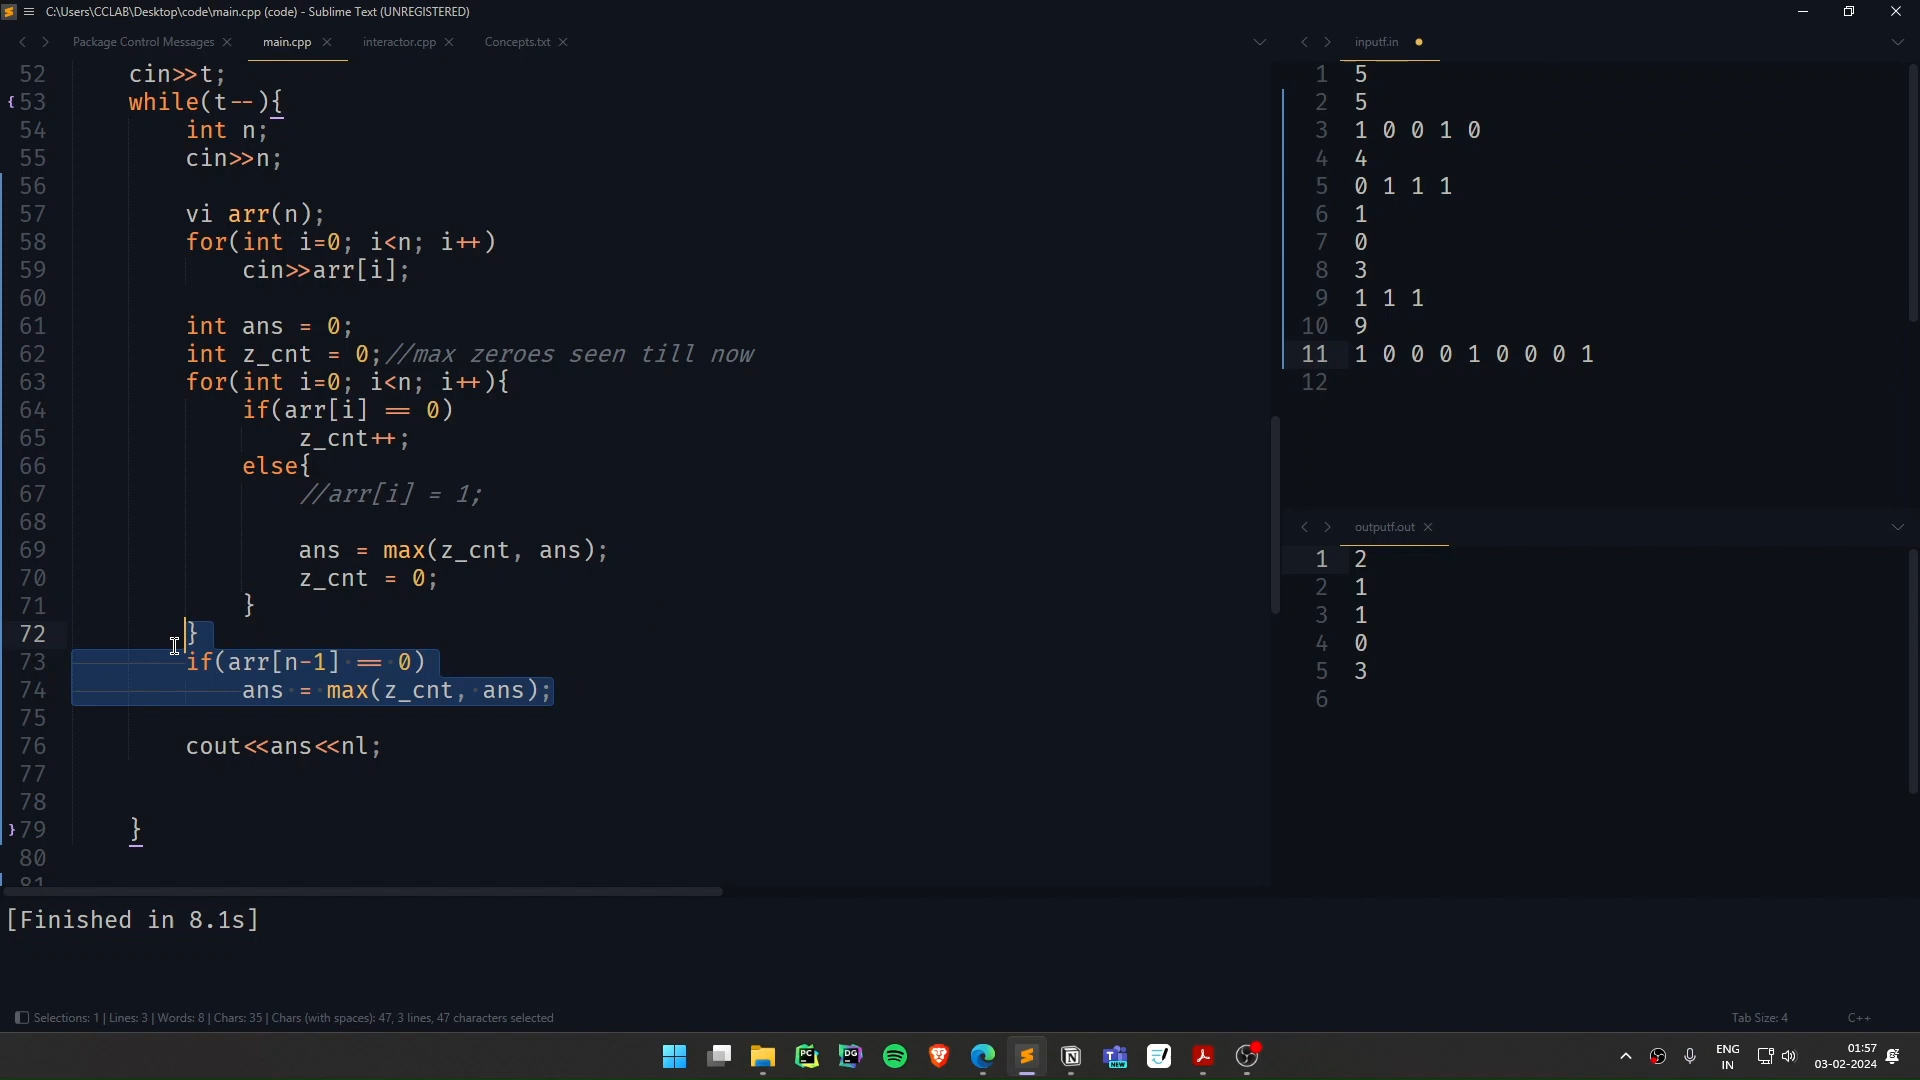 C:\Users\CCLAB\Desktop\code\main.cpp (code) - Sublime Text (UNREGISTERED)
Package Control Messages
main.cpp
interactor.cpp
Concepts.txt
52 cin>>t;
53 while(t--){
54 int n;
55 cin>>n;
56
57 vi arr(n);
58 for(int i=0; i<n; i++)
59 cin>>arr[i];
60
61 int ans = 0;
62 int z_cnt = 0;//max zeroes seen till now
63 for(int i=0; i<n; i++){
64 if(arr[i] == 0)
65 z_cnt++;
66 else{
67 //arr[i] = 1;
68
69 ans = max(z_cnt, ans);
70 z_cnt = 0;
71 }
72 }
73 if(arr[n-1] == 0)
74 ans = max(z_cnt, ans);
75
76 cout<<ans<<nl;
77
78
79 }
80
81
inputf.in
1 5
2 5
3 1 0 0 1 0
4 4
5 0 1 1 1
6 1
7 0
8 3
9 1 1 1
10 9
11 1 0 0 0 1 0 0 0 1
12
outputf.out
1 2
2 1
3 1
4 0
5 3
6
[Finished in 8.1s]
Selections: 1 | Lines: 3 | Words: 8 | Chars: 35 | Chars (with spaces): 47, 3 lines, 47 characters selected
Tab Size: 4
C++
PC
DG
NEW
ENG
IN
01:57
03-02-2024